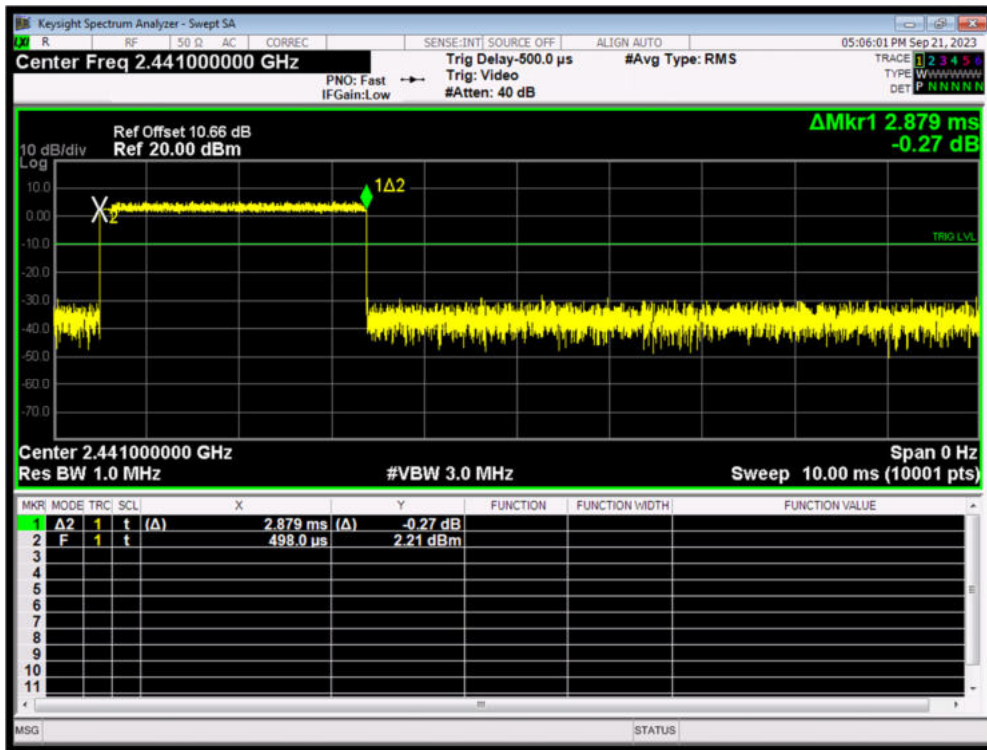 Keysight Spectrum Analyzer - Swept SA
LXI R RF 50 Ω AC CORREC SENSE:INT SOURCE OFF ALIGN AUTO 05:06:01 PM Sep 21, 2023
Center Freq 2.441000000 GHz
PNO: Fast
IFGain:Low
Trig Delay-500.0 µs
Trig: Video
#Atten: 40 dB
#Avg Type: RMS
TRACE 1 2 3 4 5 6
TYPE W
DET P N N N N N
ΔMkr1 2.879 ms
-0.27 dB
Ref Offset 10.66 dB
10 dB/div Ref 20.00 dBm
Log
10.0
0.00
-10.0
-20.0
-30.0
-40.0
-50.0
-60.0
-70.0
1Δ2
2
TRIG LVL
Center 2.441000000 GHz Span 0 Hz
Res BW 1.0 MHz #VBW 3.0 MHz Sweep 10.00 ms (10001 pts)
MKR MODE TRC SCL X Y FUNCTION FUNCTION WIDTH FUNCTION VALUE
1 Δ2 1 t (Δ) 2.879 ms (Δ) -0.27 dB
2 F 1 t 498.0 µs 2.21 dBm
3
4
5
6
7
8
9
10
11
MSG STATUS